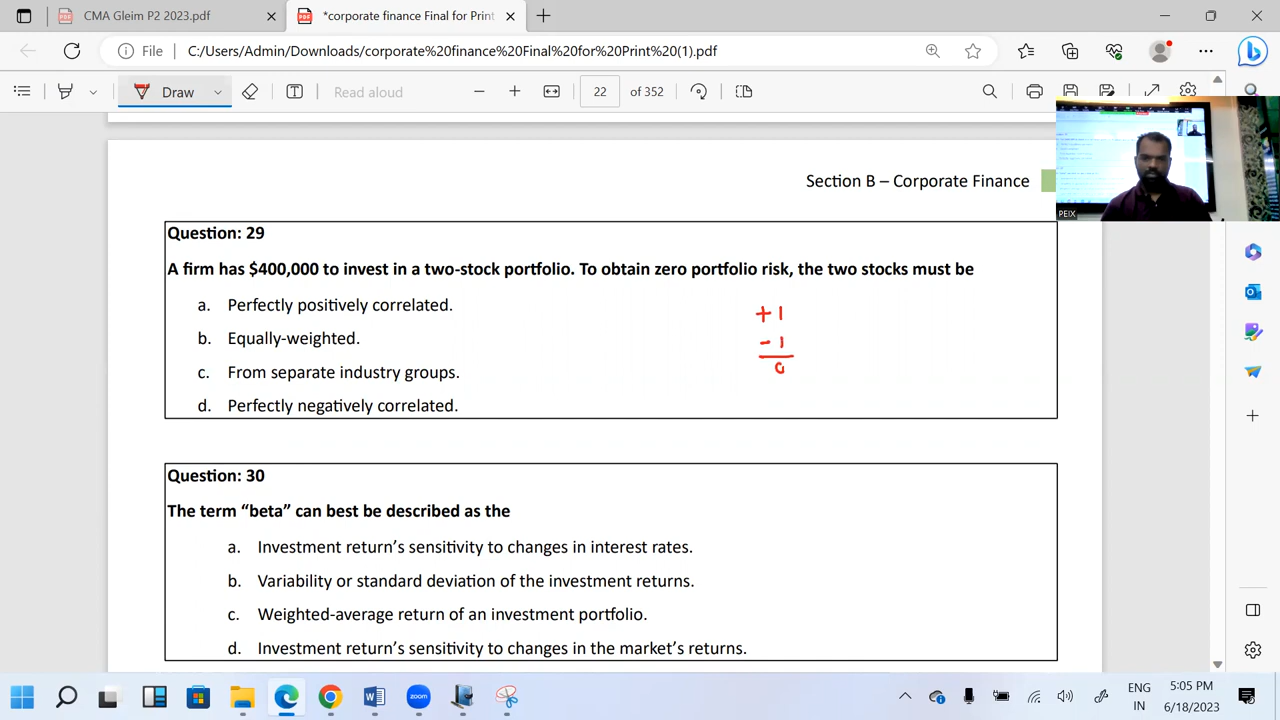 CMA Gleim P2 2023.pdf
*corporate finance Final for Print
File
C:/Users/Admin/Downloads/corporate%20finance%20Final%20for%20Print%20(1).pdf
Draw
Read aloud
22
of 352
PEIX
Section B – Corporate Finance
Question: 29
A firm has $400,000 to invest in a two-stock portfolio. To obtain zero portfolio risk, the two stocks must be
a. Perfectly positively correlated.
b. Equally-weighted.
c. From separate industry groups.
d. Perfectly negatively correlated.
+1
-1
0
Question: 30
The term “beta” can best be described as the
a. Investment return’s sensitivity to changes in interest rates.
b. Variability or standard deviation of the investment returns.
c. Weighted-average return of an investment portfolio.
d. Investment return’s sensitivity to changes in the market’s returns.
zoom
ENG
IN
5:05 PM
6/18/2023